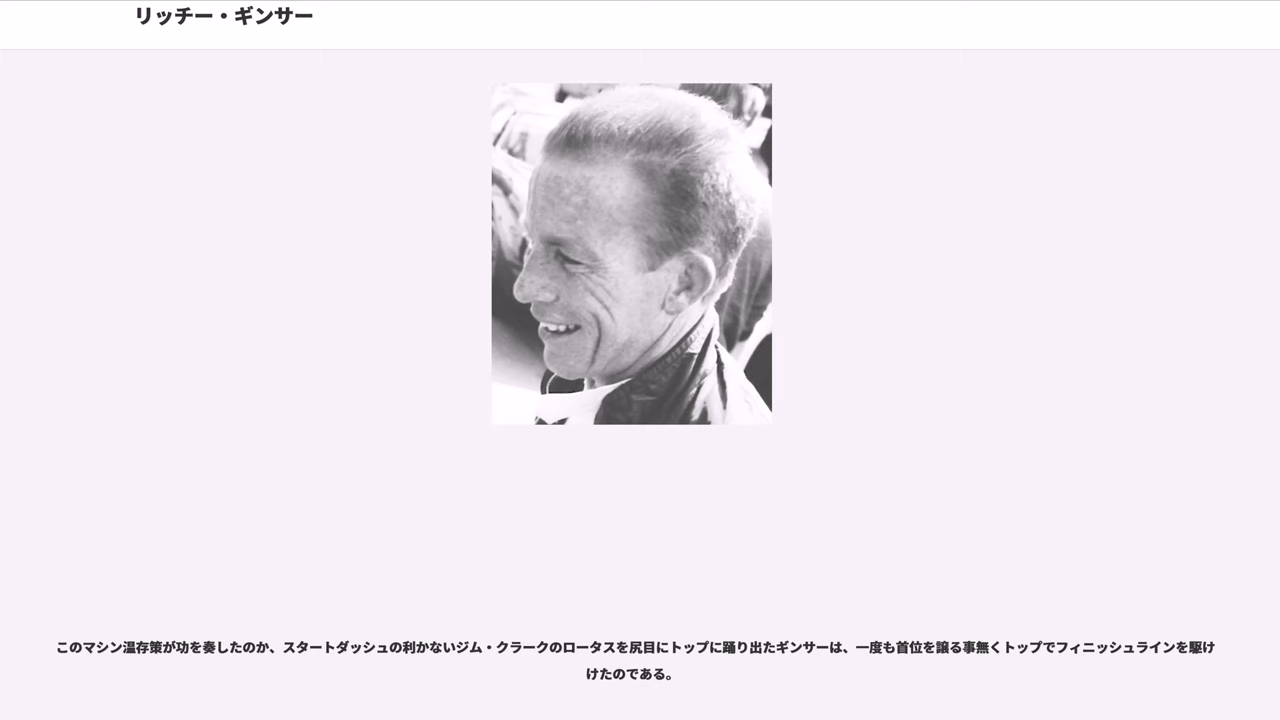 リッチー・ギンサー
このマシン温存策が功を奏したのか、スタートダッシュの利かないジム・クラークのロータスを尻目にトップに踊り出たギンサーは、一度も首位を譲る事無くトップでフィニッシュラインを駆け
けたのである。